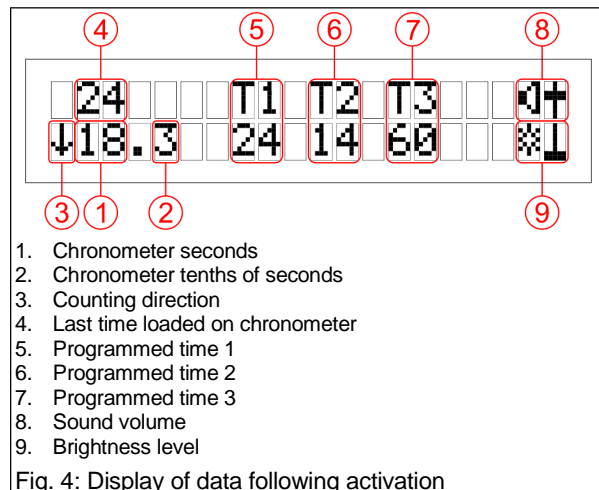 4 5 6 7 8
24 T1 T2 T3
↓18.3 24 14 60
3 1 2 9
1. Chronometer seconds
2. Chronometer tenths of seconds
3. Counting direction
4. Last time loaded on chronometer
5. Programmed time 1
6. Programmed time 2
7. Programmed time 3
8. Sound volume
9. Brightness level
Fig. 4: Display of data following activation